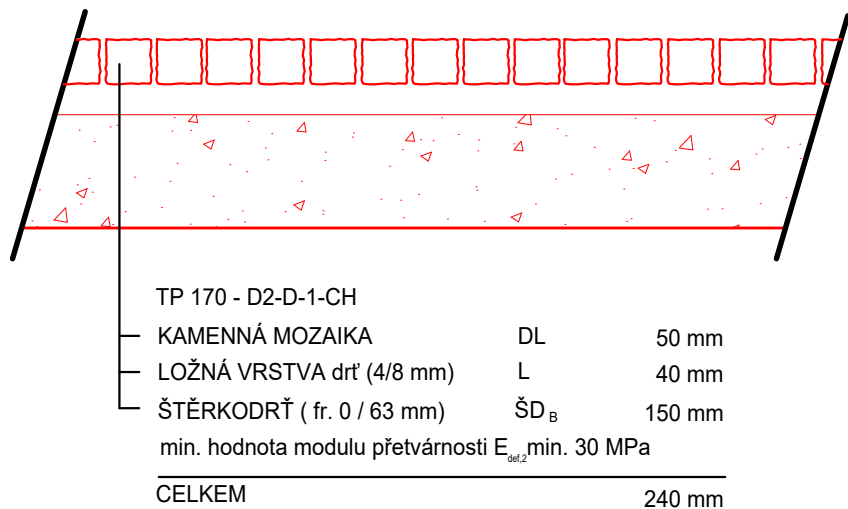 TP 170 - D2-D-1-CH
KAMENNÁ MOZAIKA DL 50 mm
LOŽNÁ VRSTVA drť (4/8 mm) L 40 mm
ŠTĚRKODRŤ ( fr. 0 / 63 mm) ŠD B 150 mm
min. hodnota modulu přetvárnosti E def,2 min. 30 MPa
CELKEM 240 mm